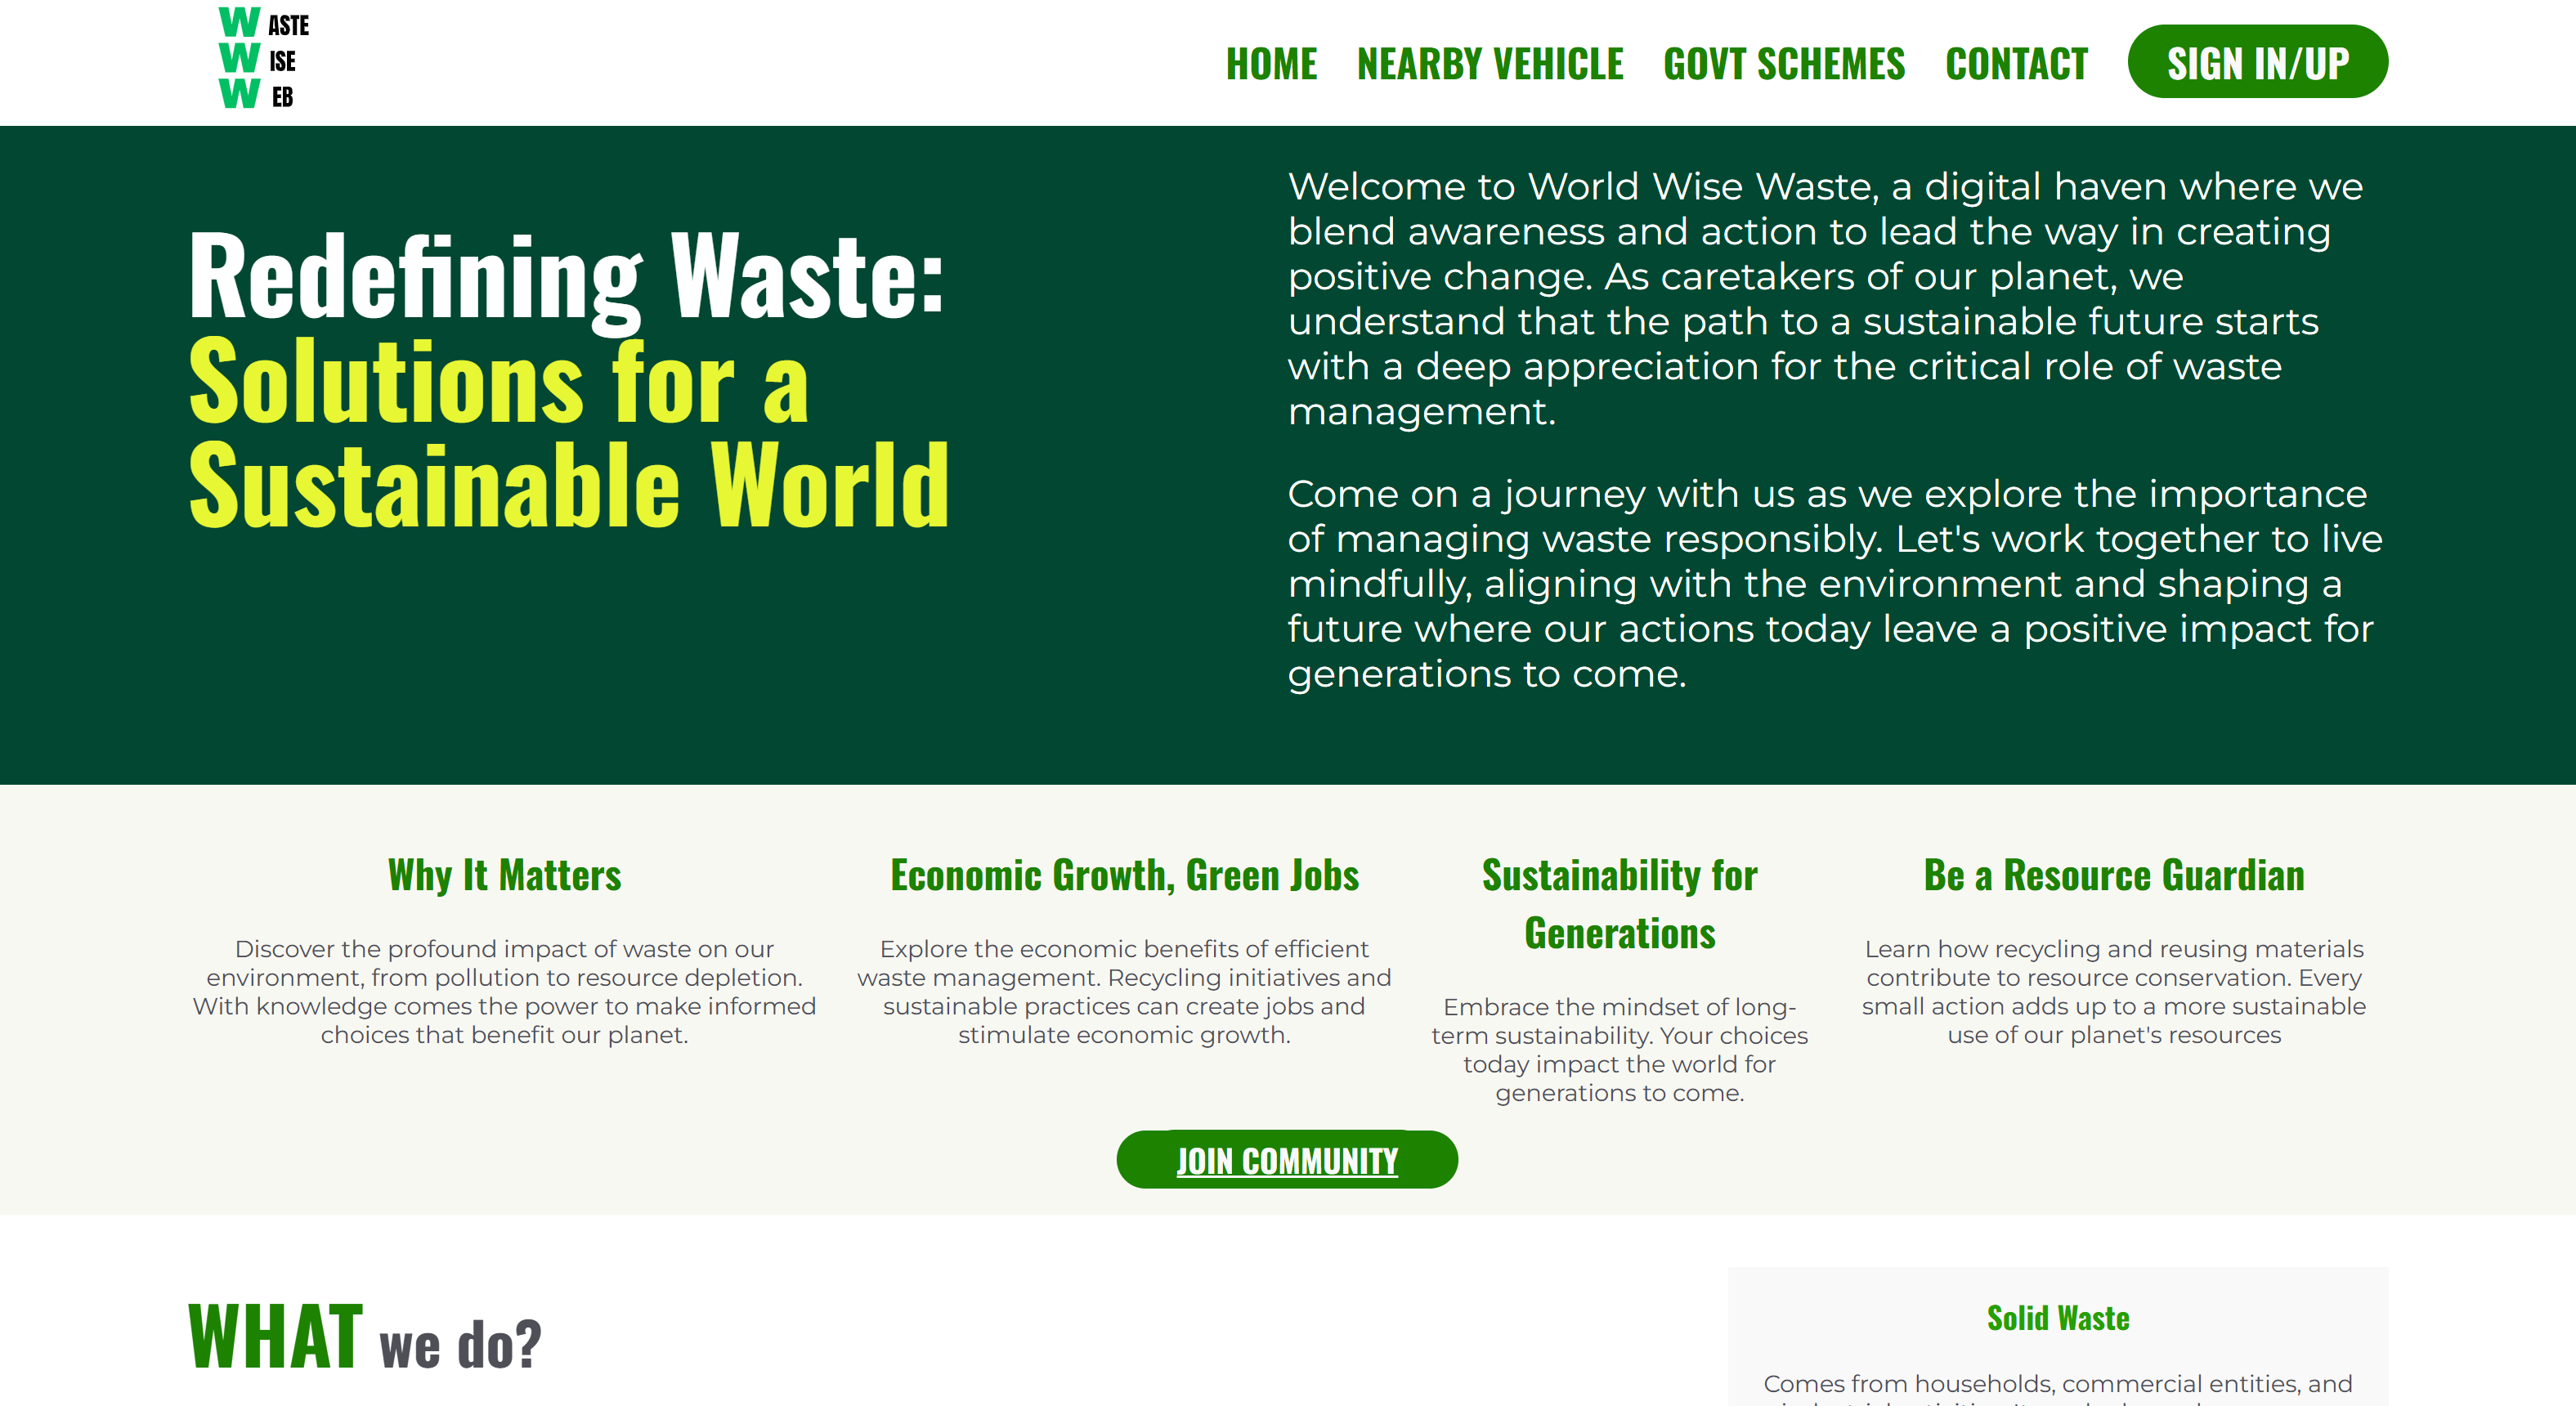 WASTE
WISE
WEB
HOME NEARBY VEHICLE GOVT SCHEMES CONTACT SIGN IN/UP
Redefining Waste:
Solutions for a
Sustainable World
Welcome to World Wise Waste, a digital haven where we
blend awareness and action to lead the way in creating
positive change. As caretakers of our planet, we
understand that the path to a sustainable future starts
with a deep appreciation for the critical role of waste
management.
Come on a journey with us as we explore the importance
of managing waste responsibly. Let's work together to live
mindfully, aligning with the environment and shaping a
future where our actions today leave a positive impact for
generations to come.
Why It Matters
Discover the profound impact of waste on our
environment, from pollution to resource depletion.
With knowledge comes the power to make informed
choices that benefit our planet.
Economic Growth, Green Jobs
Explore the economic benefits of efficient
waste management. Recycling initiatives and
sustainable practices can create jobs and
stimulate economic growth.
Sustainability for
Generations
Embrace the mindset of long-
term sustainability. Your choices
today impact the world for
generations to come.
Be a Resource Guardian
Learn how recycling and reusing materials
contribute to resource conservation. Every
small action adds up to a more sustainable
use of our planet's resources
JOIN COMMUNITY
WHAT we do?
Solid Waste
Comes from households, commercial entities, and